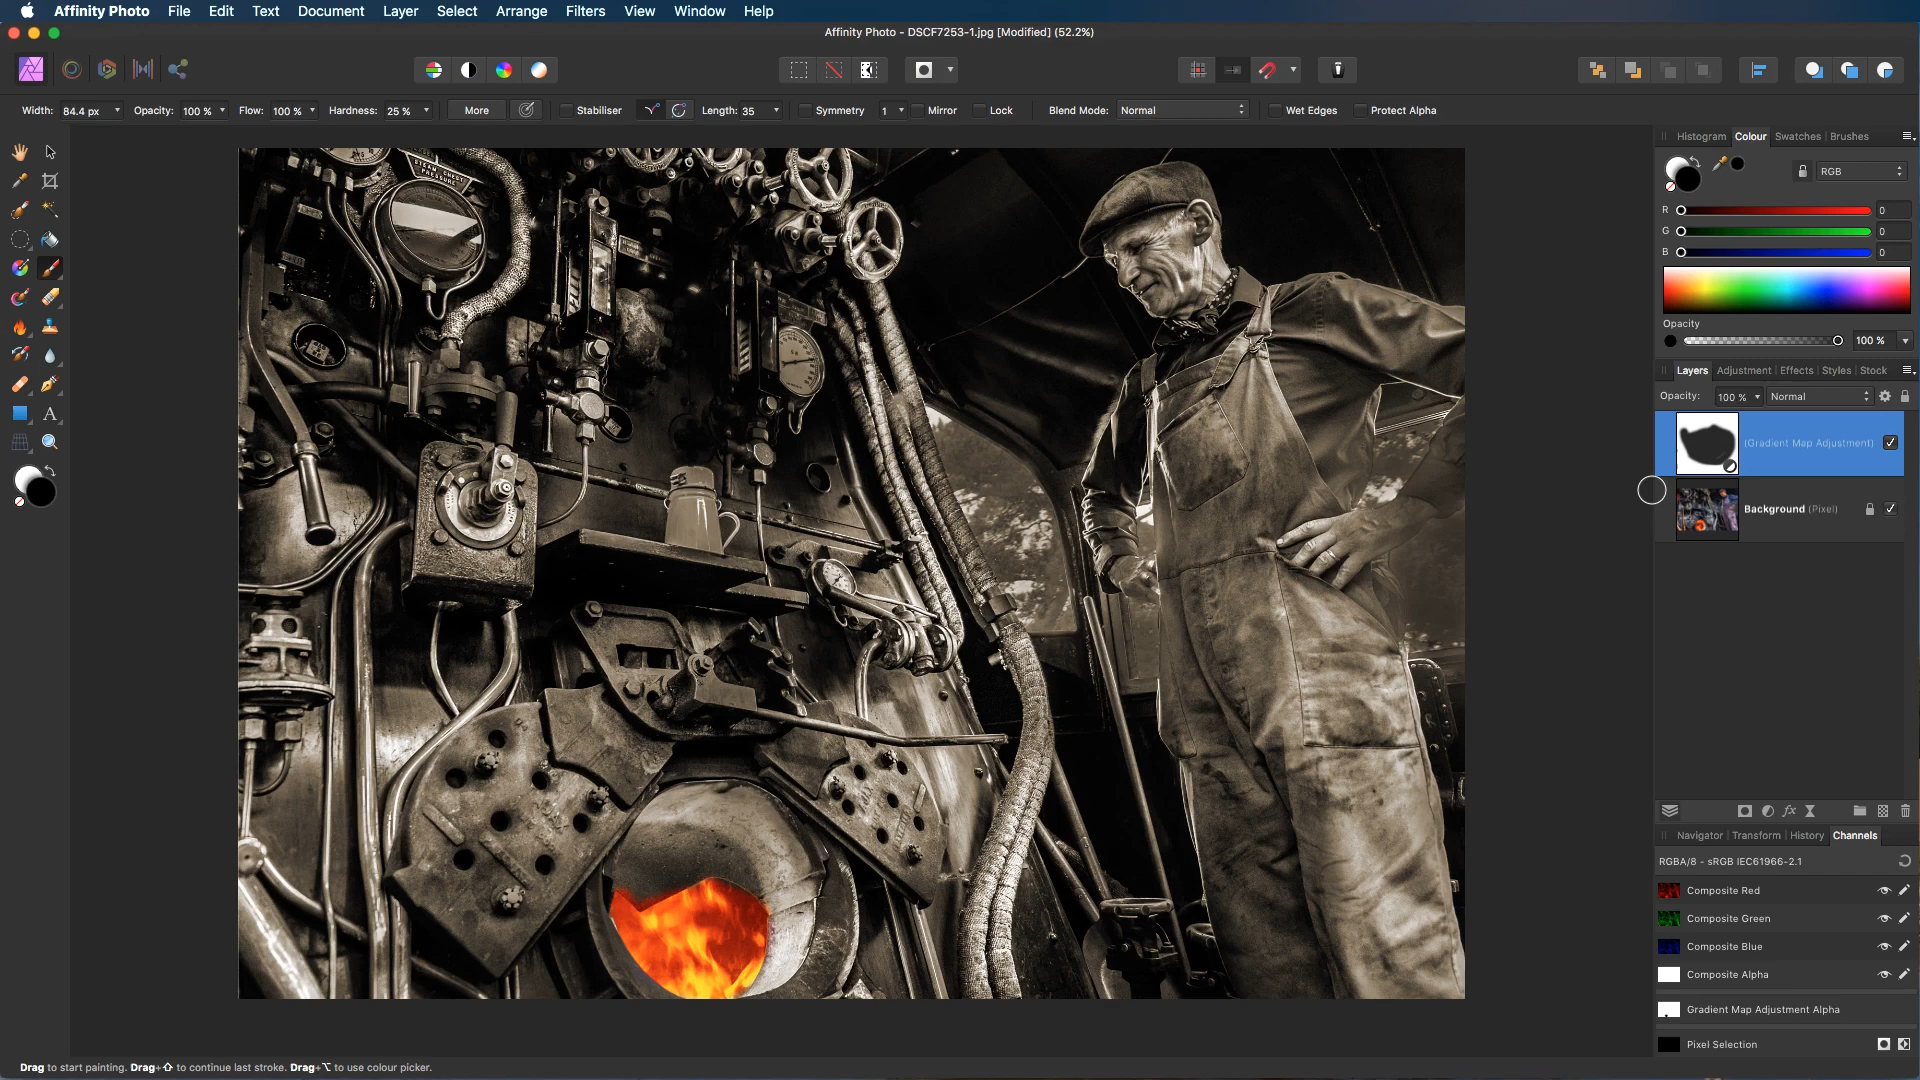 Affinity Photo File Edit Text Document Layer Select Arrange Filters View Window Help
Affinity Photo - DSCF7253-1.jpg [Modified] (52.2%)
Width: 84.4 px Opacity: 100 % Flow: 100 % Hardness: 25 % More Stabiliser Length: 35 Symmetry 1 Mirror Lock Blend Mode: Normal Wet Edges Protect Alpha
Histogram Colour Swatches Brushes
RGB
R 0
G 0
B 0
Opacity
100 %
Layers Adjustment Effects Styles Stock
Opacity: 100 % Normal
(Gradient Map Adjustment)
Background (Pixel)
fx
Navigator Transform History Channels
RGBA/8 - sRGB IEC61966-2.1
Composite Red
Composite Green
Composite Blue
Composite Alpha
Gradient Map Adjustment Alpha
Pixel Selection
STEAM CHEST
PRESSURE
A
Drag to start painting. Drag+⇧ to continue last stroke. Drag+⌥ to use colour picker.